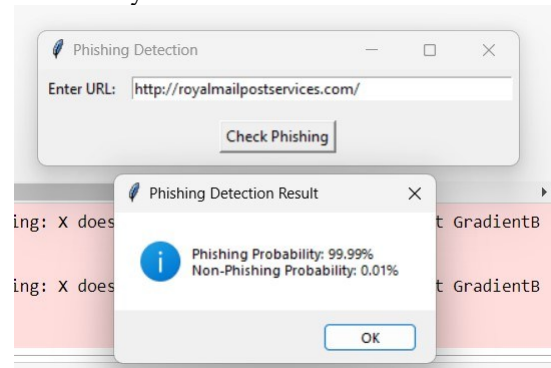 Phishing Detection
Enter URL: http://royalmailpostservices.com/
Check Phishing
Phishing Detection Result
ing: X does
t GradientB
Phishing Probability: 99.99%
Non-Phishing Probability: 0.01%
ing: X does
t GradientB
OK